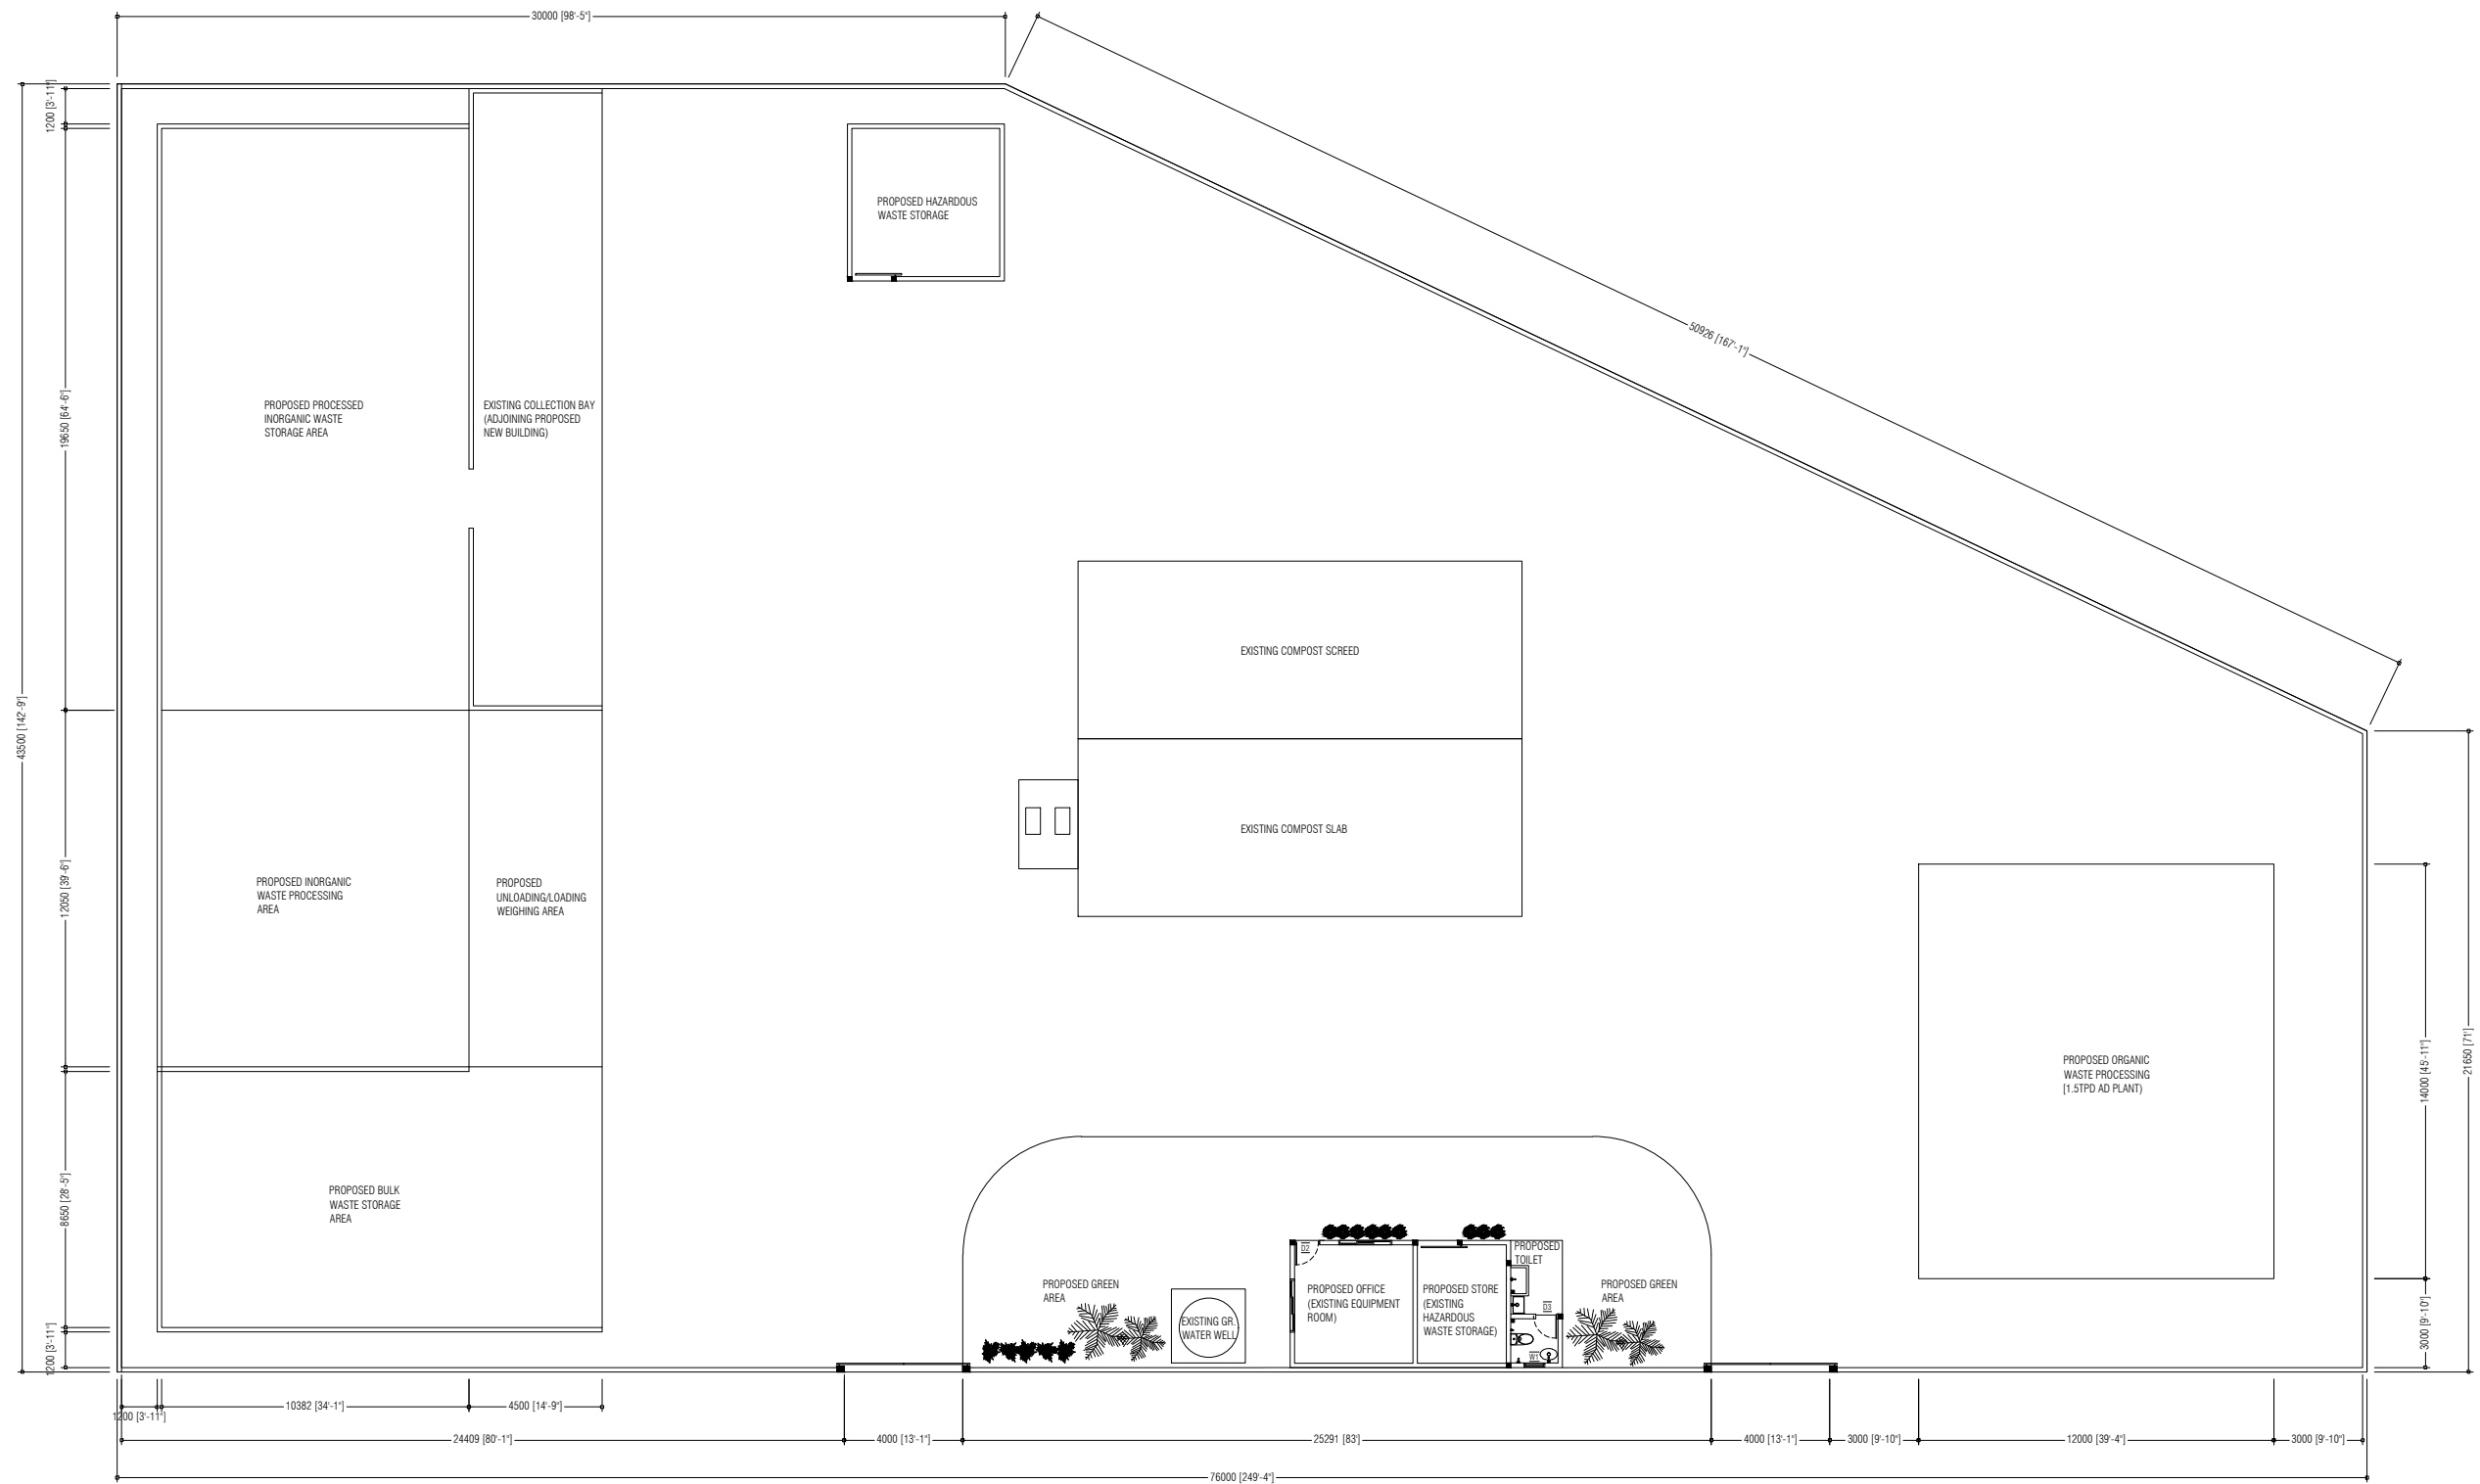 30000 [98'-5"]
1200 [3'-11"]
PROPOSED HAZARDOUS
WASTE STORAGE
50926 [167'-1"]
19650 [64'-6"]
PROPOSED PROCESSED
INORGANIC WASTE
STORAGE AREA
EXISTING COLLECTION BAY
(ADJOINING PROPOSED
NEW BUILDING)
EXISTING COMPOST SCREED
43500 [142'-9"]
EXISTING COMPOST SLAB
12050 [39'-6"]
PROPOSED INORGANIC
WASTE PROCESSING
AREA
PROPOSED
UNLOADING/LOADING
WEIGHING AREA
PROPOSED ORGANIC
WASTE PROCESSING
[1.5TPD AD PLANT)
14000 [45'-11"]
21650 [71']
8650 [28'-5"]
PROPOSED BULK
WASTE STORAGE
AREA
PROPOSED GREEN
AREA
EXISTING GR.
WATER WELL
D2
PROPOSED OFFICE
(EXISTING EQUIPMENT
ROOM)
PROPOSED STORE
(EXISTING
HAZARDOUS
WASTE STORAGE)
PROPOSED
TOILET
D3
W1
PROPOSED GREEN
AREA
3000 [9'-10"]
1200 [3'-11"]
1200 [3'-11"]
10382 [34'-1"]
4500 [14'-9"]
24409 [80'-1"]
4000 [13'-1"]
25291 [83']
4000 [13'-1"]
3000 [9'-10"]
12000 [39'-4"]
3000 [9'-10"]
76000 [249'-4"]